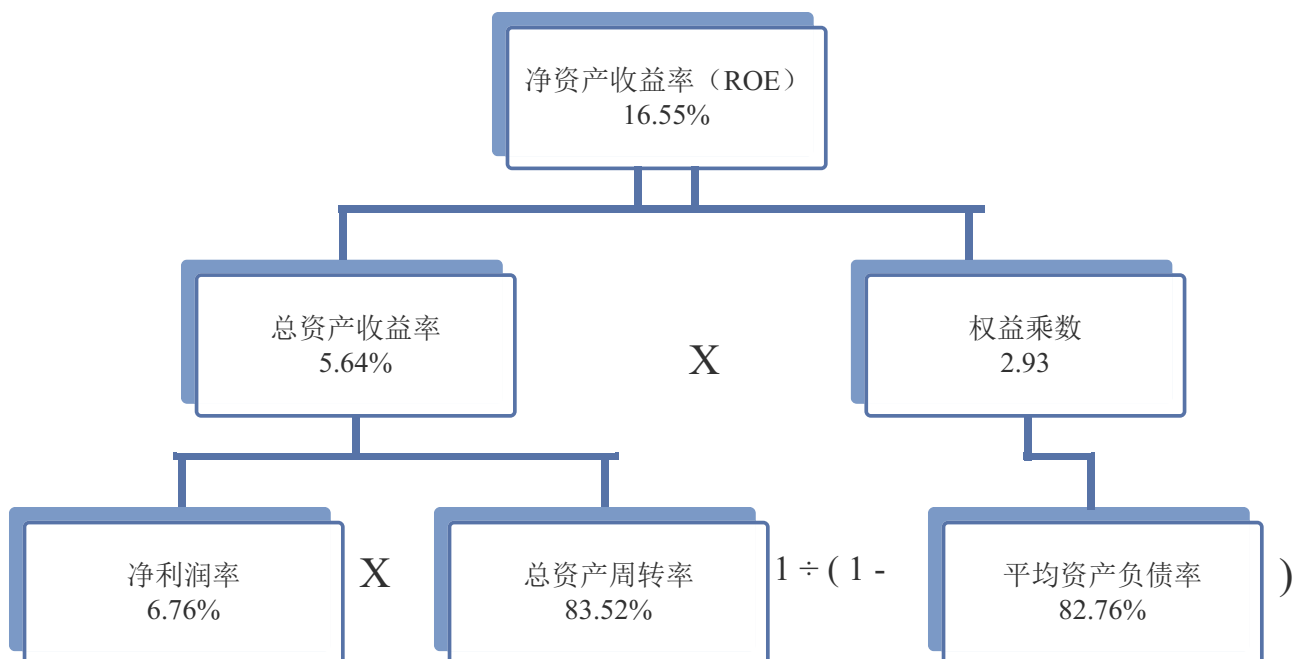 净资产收益率（ROE）
16.55%
总资产收益率
5.64%
X
权益乘数
2.93
净利润率
6.76%
X
总资产周转率
83.52%
1 ÷ ( 1 -
平均资产负债率
82.76%
)